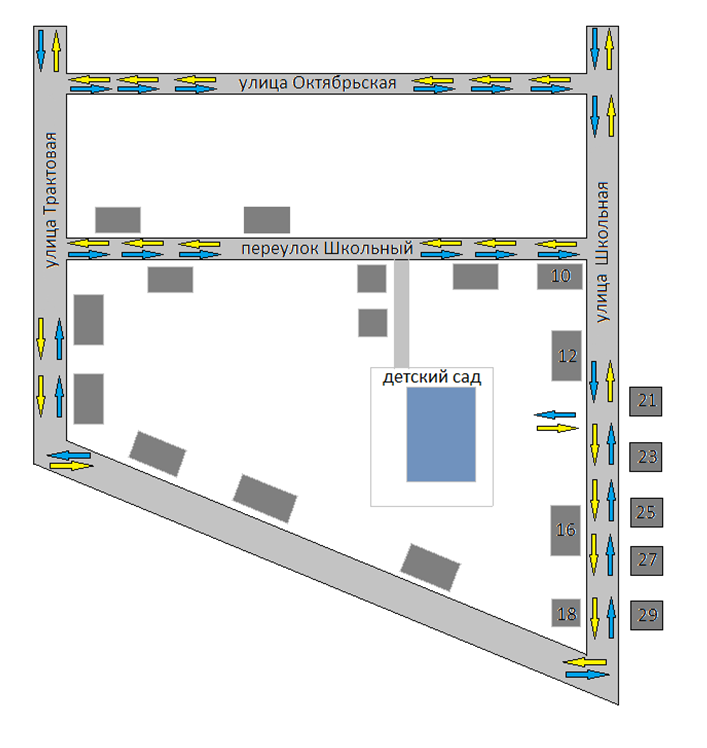 улица Октябрьская
улица Трактовая
улица Школьная
переулок Школьный
10
12
детский сад
21
23
16
25
27
18
29